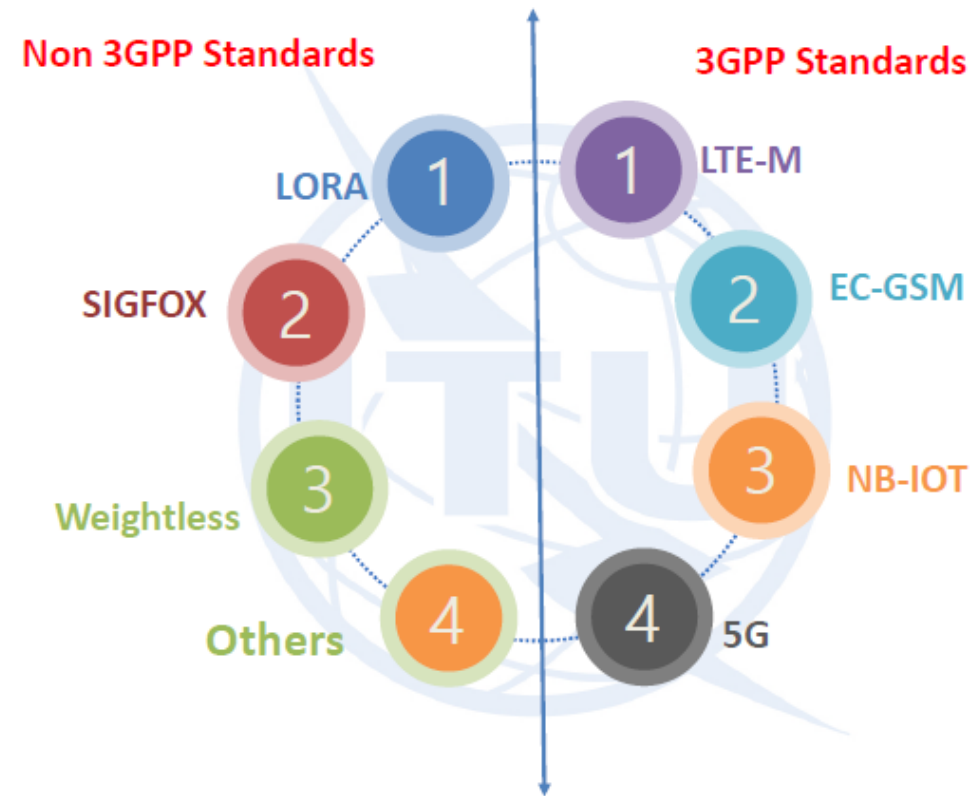 Non 3GPP Standards
3GPP Standards
1
LORA
2
SIGFOX
3
Weightless
4
Others
1
LTE-M
2
EC-GSM
3
NB-IOT
4
5G
ITU